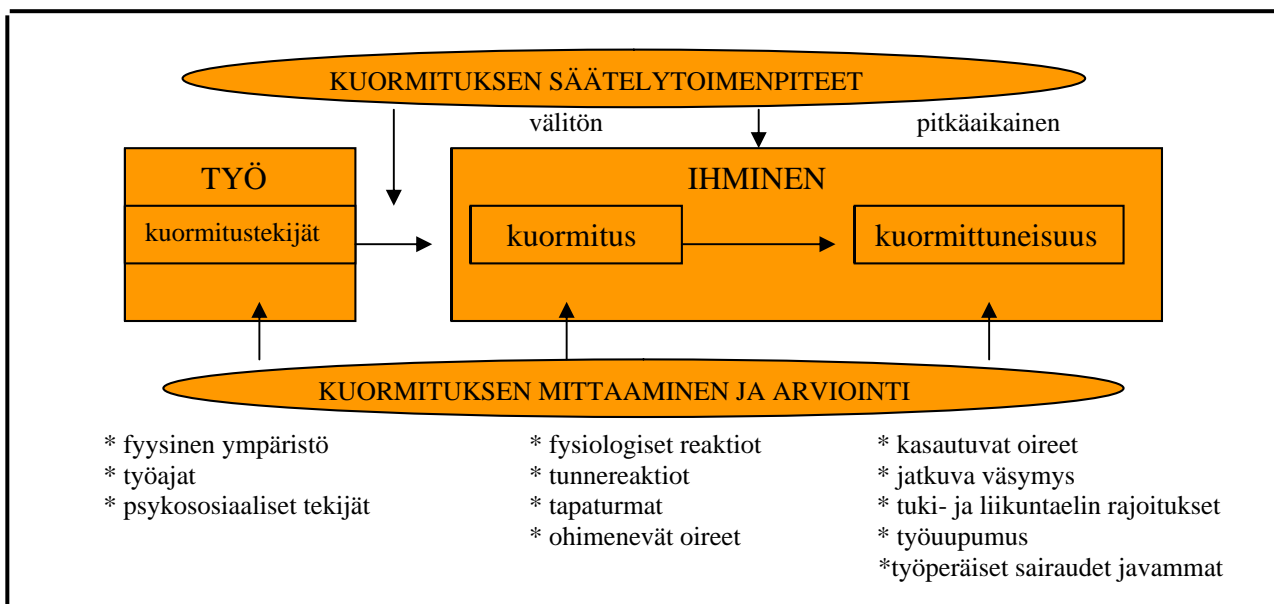 KUORMITUKSEN SÄÄTELYTOIMENPITEET
välitön
pitkäaikainen
TYÖ
IHMINEN
kuormitustekijät
kuormitus
kuormittuneisuus
KUORMITUKSEN MITTAAMINEN JA ARVIOINTI
* fyysinen ympäristö
* työajat
* psykososiaaliset tekijät
* fysiologiset reaktiot
* tunnereaktiot
* tapaturmat
* ohimenevät oireet
* kasautuvat oireet
* jatkuva väsymys
* tuki- ja liikuntaelin rajoitukset
* työuupumus
*työperäiset sairaudet javammat